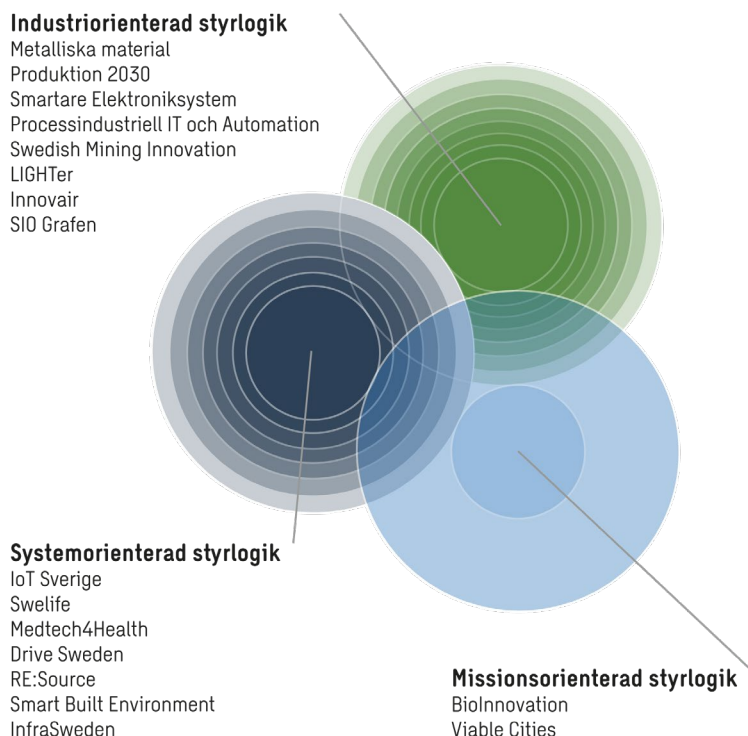 Industriorienterad styrlogik
Metalliska material
Produktion 2030
Smartare Elektroniksystem
Processindustriell IT och Automation
Swedish Mining Innovation
LIGHTer
Innovair
SIO Grafen
Systemorienterad styrlogik
IoT Sverige
Swelife
Medtech4Health
Drive Sweden
RE:Source
Smart Built Environment
InfraSweden
Missionsorienterad styrlogik
BioInnovation
Viable Cities